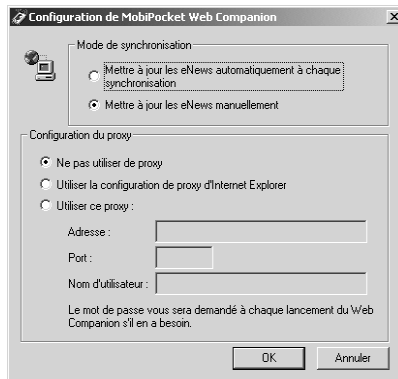 Configuration de MobiPocket Web Companion
Mode de synchronisation
Mettre à jour les eNews automatiquement à chaque
synchronisation
Mettre à jour les eNews manuellement
Configuration du proxy
Ne pas utiliser de proxy
Utiliser la configuration de proxy d'Internet Explorer
Utiliser ce proxy :
Adresse :
Port :
Nom d'utilisateur :
Le mot de passe vous sera demandé à chaque lancement du Web
Companion s'il en a besoin.
OK
Annuler